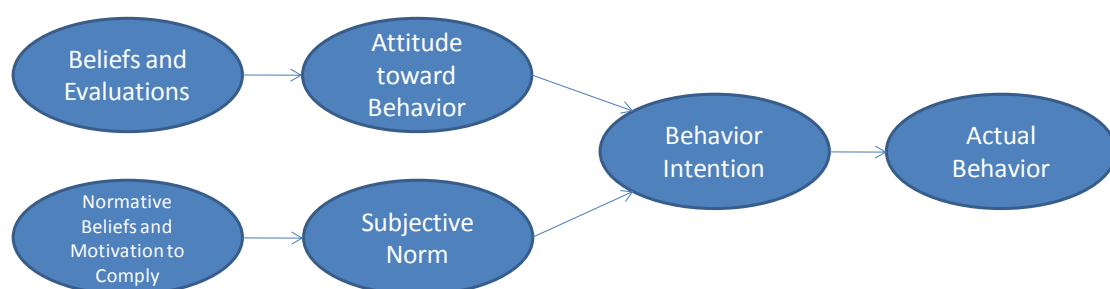 Beliefs and
Evaluations
Attitude
toward
Behavior
Behavior
Intention
Actual
Behavior
Normative
Beliefs and
Motivation to
Comply
Subjective
Norm